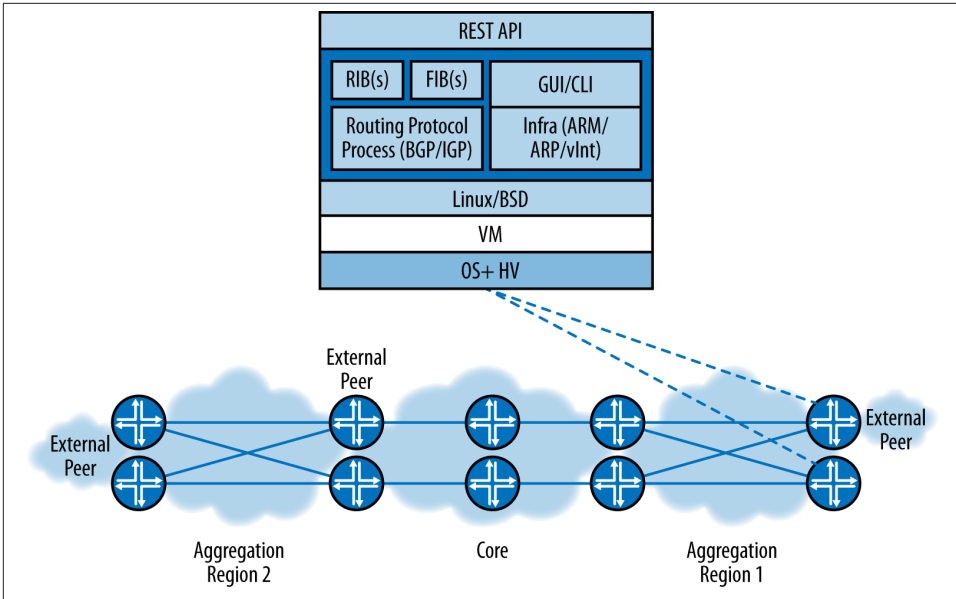 REST API
RIB(s)
FIB(s)
GUI/CLI
Routing Protocol
Process (BGP/IGP)
Infra (ARM/
ARP/vInt)
Linux/BSD
VM
OS+ HV
External
Peer
External
Peer
External
Peer
Aggregation
Region 2
Core
Aggregation
Region 1